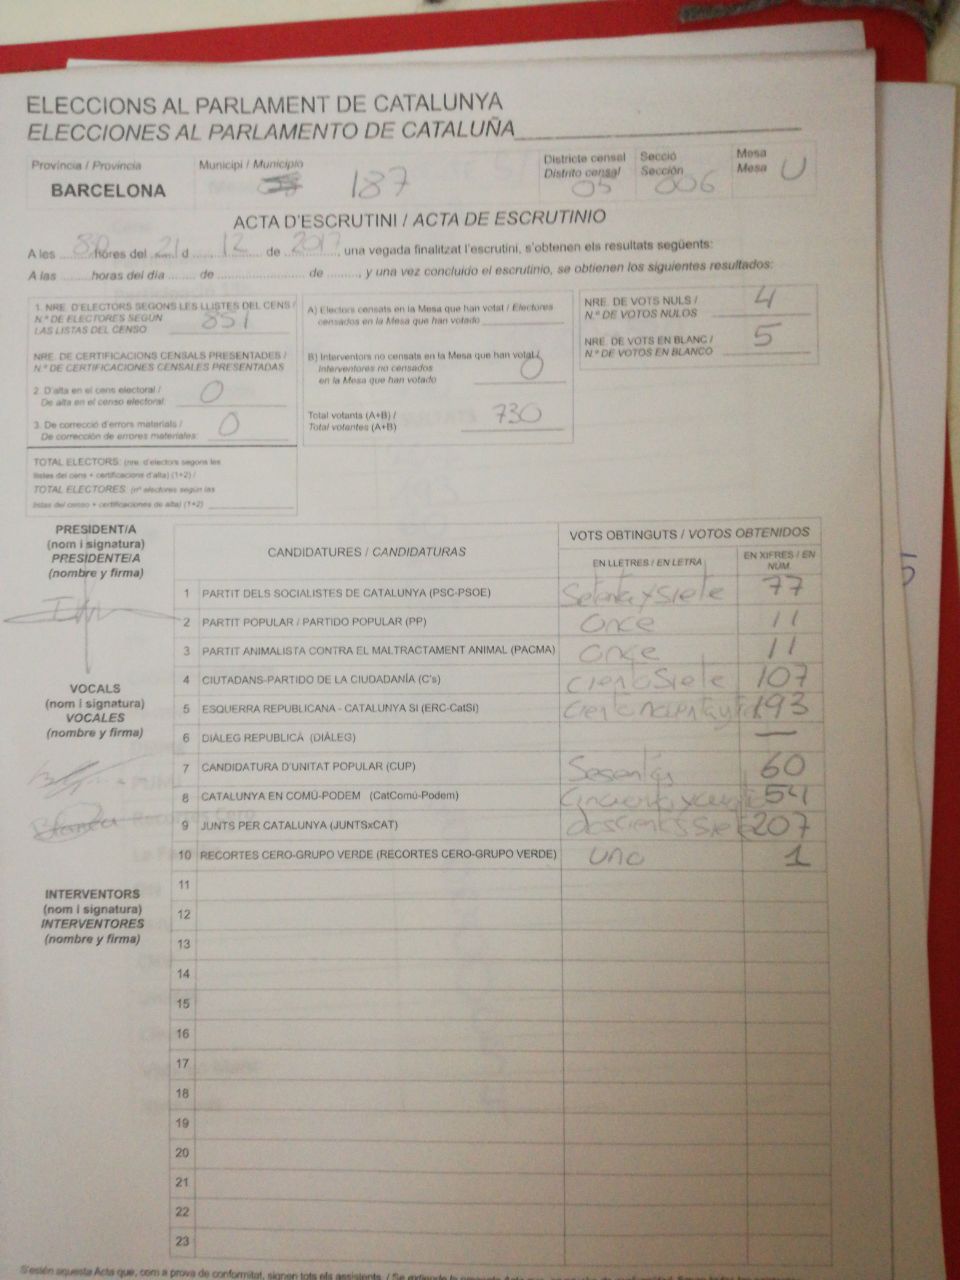 ELECCIONS AL PARLAMENT DE CATALUNYA
ELECCIONES AL PARLAMENTO DE CATALUÑA
Província / Provincia
Municipi / Municipio
Districte censal
Distrito censal
Secció
Sección
Mesa
Mesa
BARCELONA
187
05
006
U
ACTA D'ESCRUTINI / ACTA DE ESCRUTINIO
A les ........ hores del 21 d ...... 12 ...... de 2017, una vegada finalitzat l'escrutini, s'obtenen els resultats següents:
A las ........ horas del día ........ de ........................ de ........, y una vez concluido el escrutinio, se obtienen los siguientes resultados:
1. NRE. D'ELECTORS SEGONS LES LLISTES DEL CENS /
N.º DE ELECTORES SEGÚN
LAS LISTAS DEL CENSO
851
NRE. DE CERTIFICACIONS CENSALS PRESENTADES /
N.º DE CERTIFICACIONES CENSALES PRESENTADAS
2. D'alta en el cens electoral /
De alta en el censo electoral:
0
3. De correcció d'errors materials /
De corrección de errores materiales:
0
TOTAL ELECTORS: (nre. d'electors segons les
llistes del cens + certificacions d'alta) (1+2) /
TOTAL ELECTORES: (nº electores según las
listas del censo + certificaciones de alta) (1+2)
A) Electors censats en la Mesa que han votat / Electores
censados en la Mesa que han votado
B) Interventors no censats en la Mesa que han votat /
Interventores no censados
en la Mesa que han votado
0
Total votants (A+B) /
Total votantes (A+B)
730
NRE. DE VOTS NULS /
N.º DE VOTOS NULOS
4
NRE. DE VOTS EN BLANC /
N.º DE VOTOS EN BLANCO
5
PRESIDENT/A
(nom i signatura)
PRESIDENTE/A
(nombre y firma)
VOCALS
(nom i signatura)
VOCALES
(nombre y firma)
INTERVENTORS
(nom i signatura)
INTERVENTORES
(nombre y firma)
CANDIDATURES / CANDIDATURAS
VOTS OBTINGUTS / VOTOS OBTENIDOS
EN LLETRES / EN LETRA
EN XIFRES / EN NÚM.
1 PARTIT DELS SOCIALISTES DE CATALUNYA (PSC-PSOE) Setenta y siete 77
2 PARTIT POPULAR / PARTIDO POPULAR (PP) once 11
3 PARTIT ANIMALISTA CONTRA EL MALTRACTAMENT ANIMAL (PACMA) once 11
4 CIUTADANS-PARTIDO DE LA CIUDADANÍA (C's) ciento Siete 107
5 ESQUERRA REPUBLICANA - CATALUNYA SÍ (ERC-CatSí) 193
6 DIÀLEG REPUBLICÀ (DIÀLEG) —
7 CANDIDATURA D'UNITAT POPULAR (CUP) Sesenta 60
8 CATALUNYA EN COMÚ-PODEM (CatComú-Podem) 54
9 JUNTS PER CATALUNYA (JUNTSxCAT) 207
10 RECORTES CERO-GRUPO VERDE (RECORTES CERO-GRUPO VERDE) uno 1
11
12
13
14
15
16
17
18
19
20
21
22
23
S'estén aquesta Acta que, com a prova de conformitat, signen tots els assistents. /